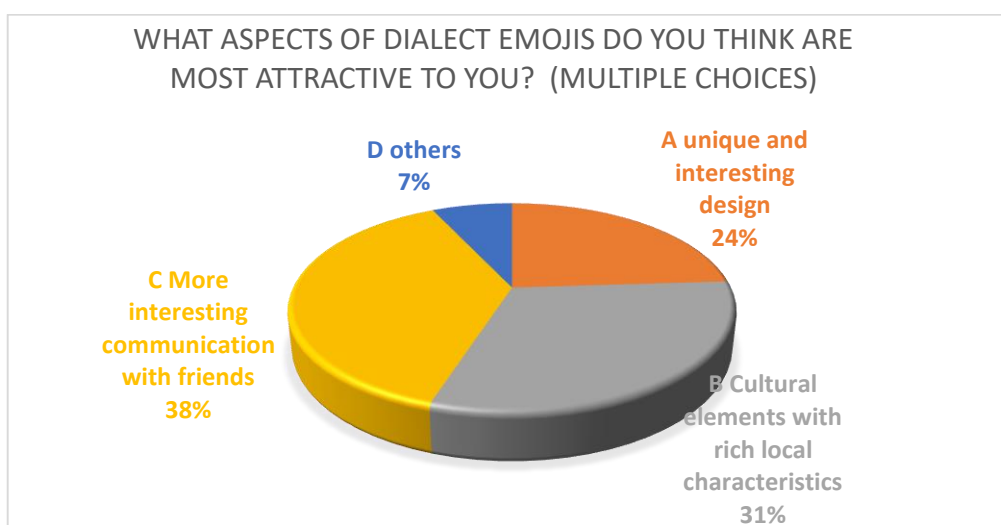 WHAT ASPECTS OF DIALECT EMOJIS DO YOU THINK ARE
MOST ATTRACTIVE TO YOU? (MULTIPLE CHOICES)
D others
7%
A unique and
interesting
design
24%
C More
interesting
communication
with friends
38%
B Cultural
elements with
rich local
characteristics
31%